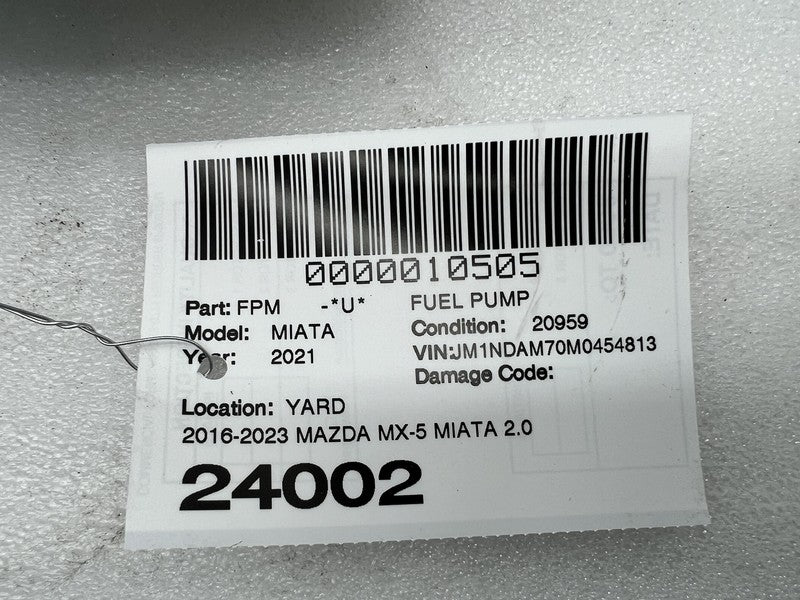 0000010505
Part: FPM -*U* FUEL PUMP
Model: MIATA Condition: 20959
Year: 2021 VIN:JM1NDAM70M0454813
Damage Code:
Location: YARD
2016-2023 MAZDA MX-5 MIATA 2.0
24002